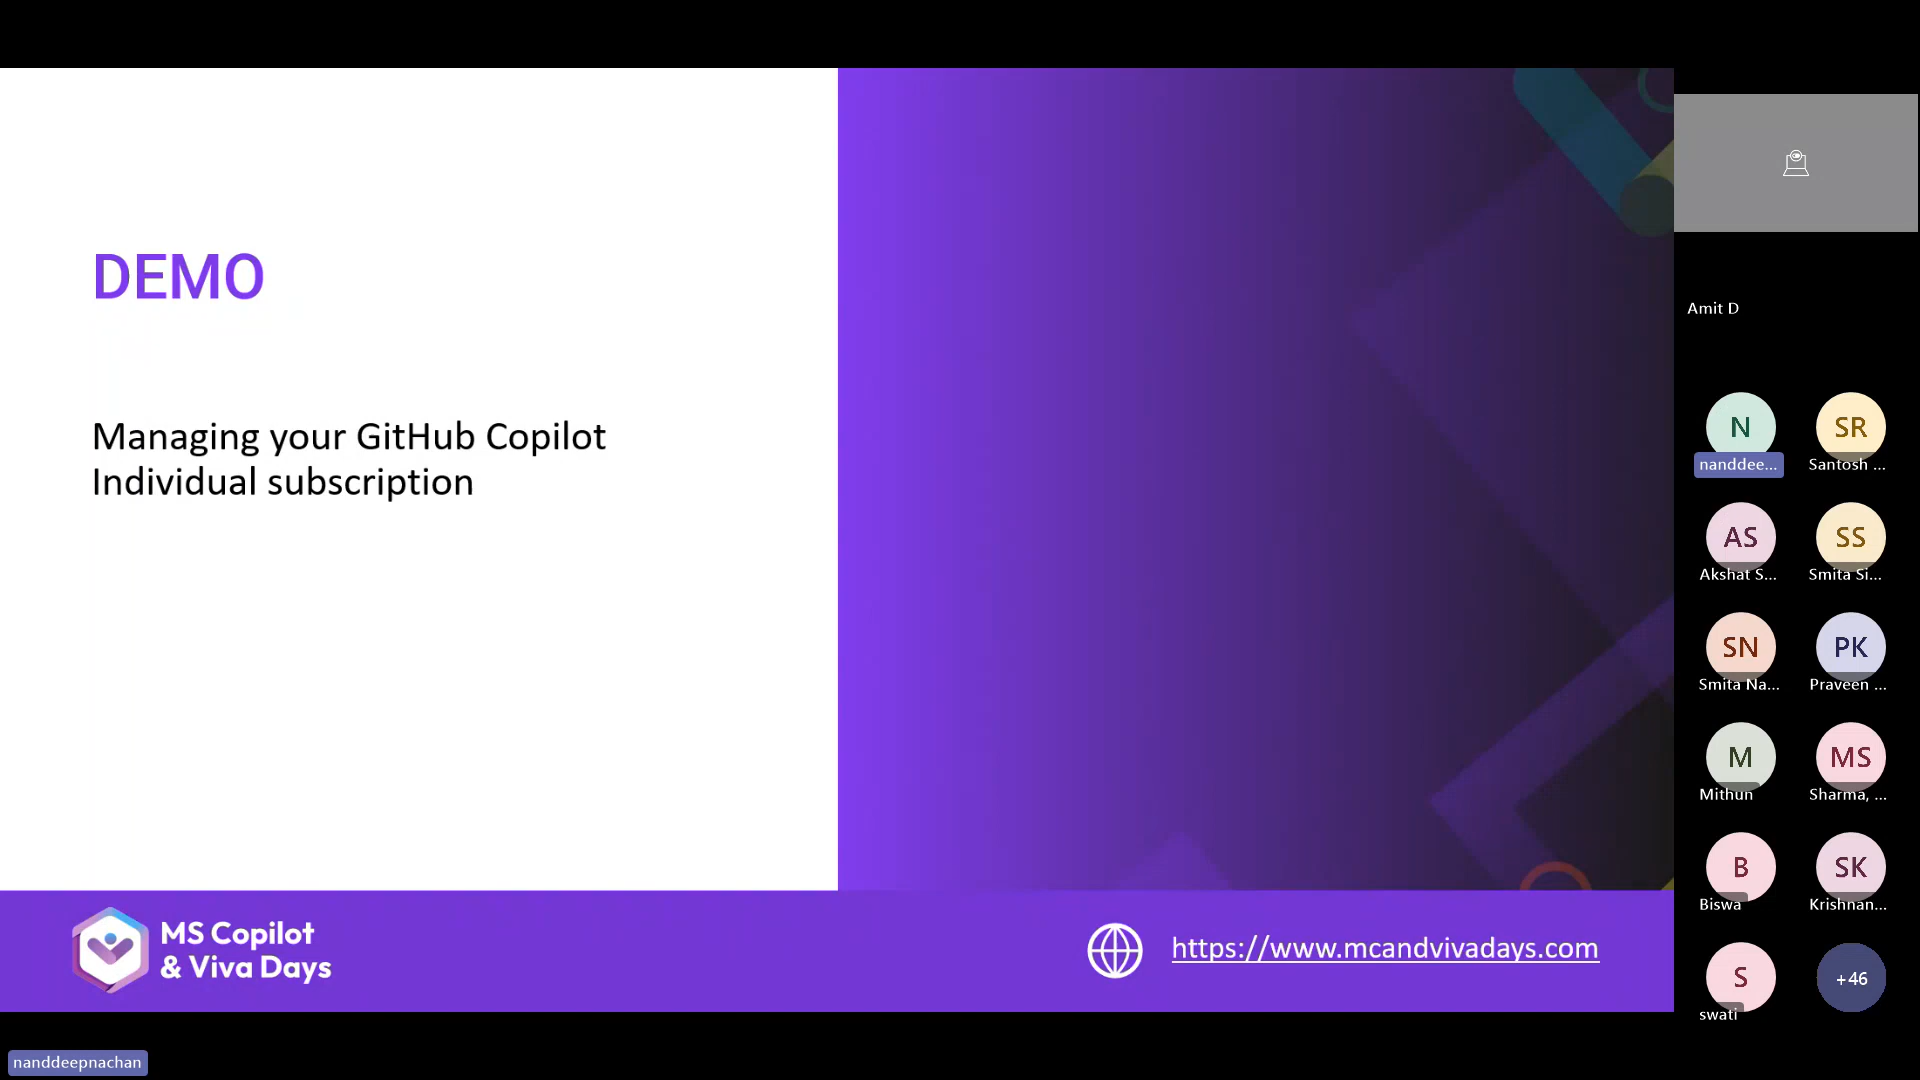 DEMO
Managing your GitHub Copilot
Individual subscription
MS Copilot
& Viva Days
https://www.mcandvivadays.com
nanddeepnachan
Amit D
N
nanddee...
SR
Santosh ...
AS
Akshat S...
SS
Smita Si...
SN
Smita Na...
PK
Praveen ...
M
Mithun
MS
Sharma, ...
B
Biswa
SK
Krishnan...
S
swati
+46